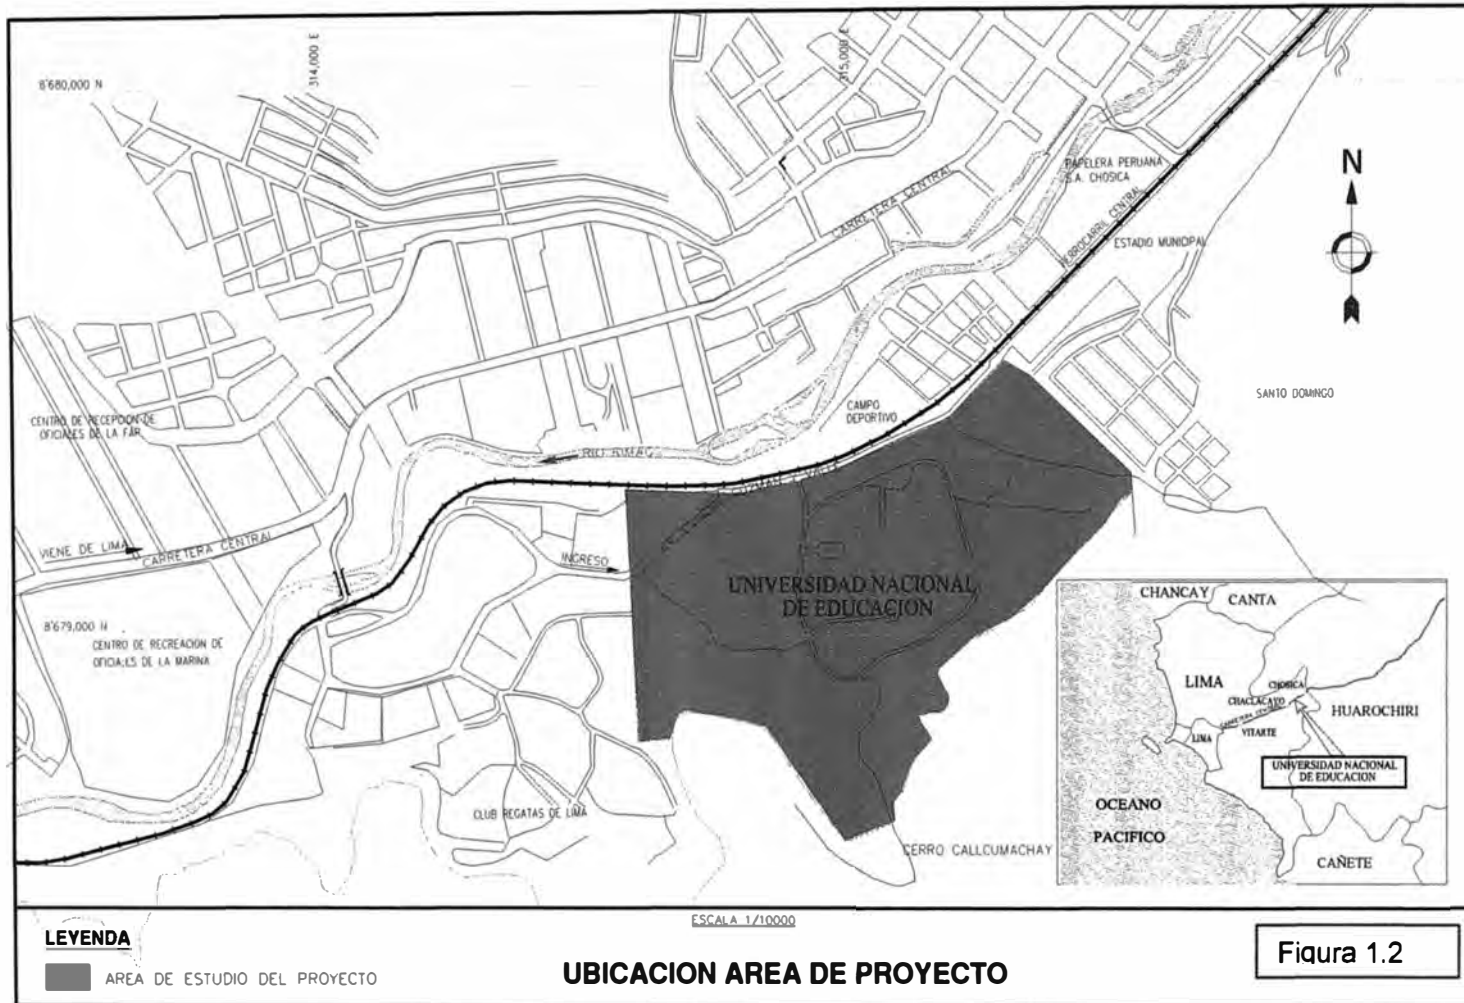 314,000 E
315,000 E
8'680,000 N
PAPELERA PERUANA
S.A. CHOSICA
N
CARRETERA CENTRAL
FERROCARRIL CENTRAL
ESTADIO MUNICIPAL
SANTO DOMINGO
CENTRO DE RECEPCION DE
OFICIALES DE LA FAP.
CAMPO
DEPORTIVO
RIO RIMAC
VIENE DE LIMA
CARRETERA CENTRAL
INGRESO
UNIVERSIDAD NACIONAL
DE EDUCACION
8'679,000 N
CENTRO DE RECREACION DE
OFICIALES DE LA MARINA
CLUB REGATAS DE LIMA
CERRO CALLCUMACHAY
CHANCAY
CANTA
LIMA
CHOSICA
CHACLACAYO
HUAROCHIRI
CARRETERA CENTRAL
LIMA
VITARTE
UNIVERSIDAD NACIONAL
DE EDUCACION
OCEANO
PACIFICO
CAÑETE
ESCALA 1/10000
LEYENDA
AREA DE ESTUDIO DEL PROYECTO
UBICACION AREA DE PROYECTO
Figura 1.2